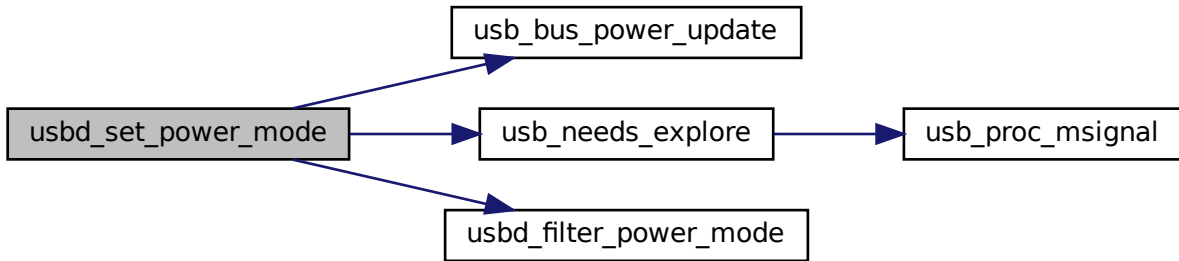 usb_bus_power_update
usbd_set_power_mode
usb_needs_explore
usb_proc_msignal
usbd_filter_power_mode